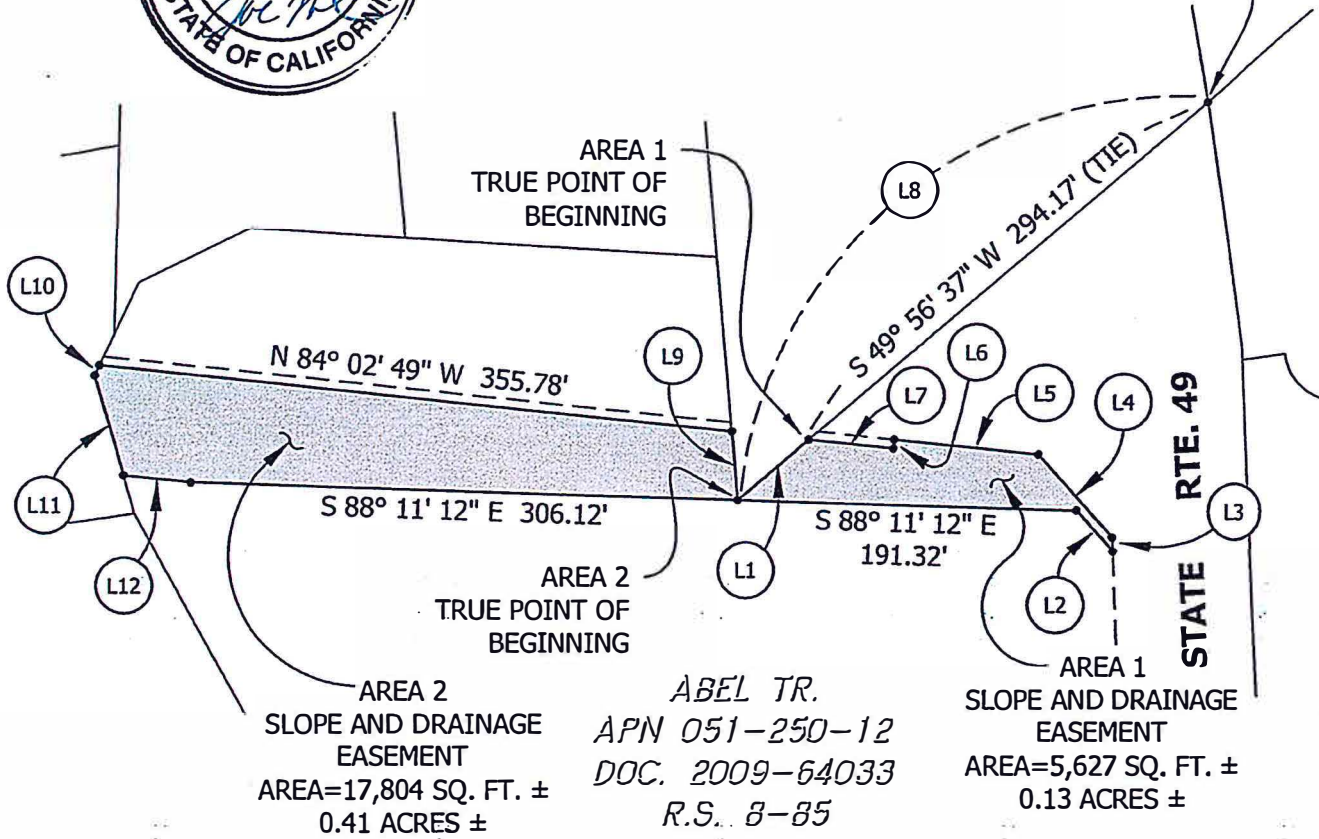 STATE OF CALIFORNIA
AREA 1
TRUE POINT OF
BEGINNING
L8
S 49° 56' 37" W 294.17' (TIE)
L10
N 84° 02' 49" W 355.78'
L9
L6
L7
L5
L4
STATE RTE. 49
L11
S 88° 11' 12" E 306.12'
S 88° 11' 12" E
191.32'
L3
L12
L1
L2
AREA 2
TRUE POINT OF
BEGINNING
AREA 2
SLOPE AND DRAINAGE
EASEMENT
AREA=17,804 SQ. FT. ±
0.41 ACRES ±
ABEL TR.
APN 051-250-12
DOC. 2009-64033
R.S. 8-85
AREA 1
SLOPE AND DRAINAGE
EASEMENT
AREA=5,627 SQ. FT. ±
0.13 ACRES ±